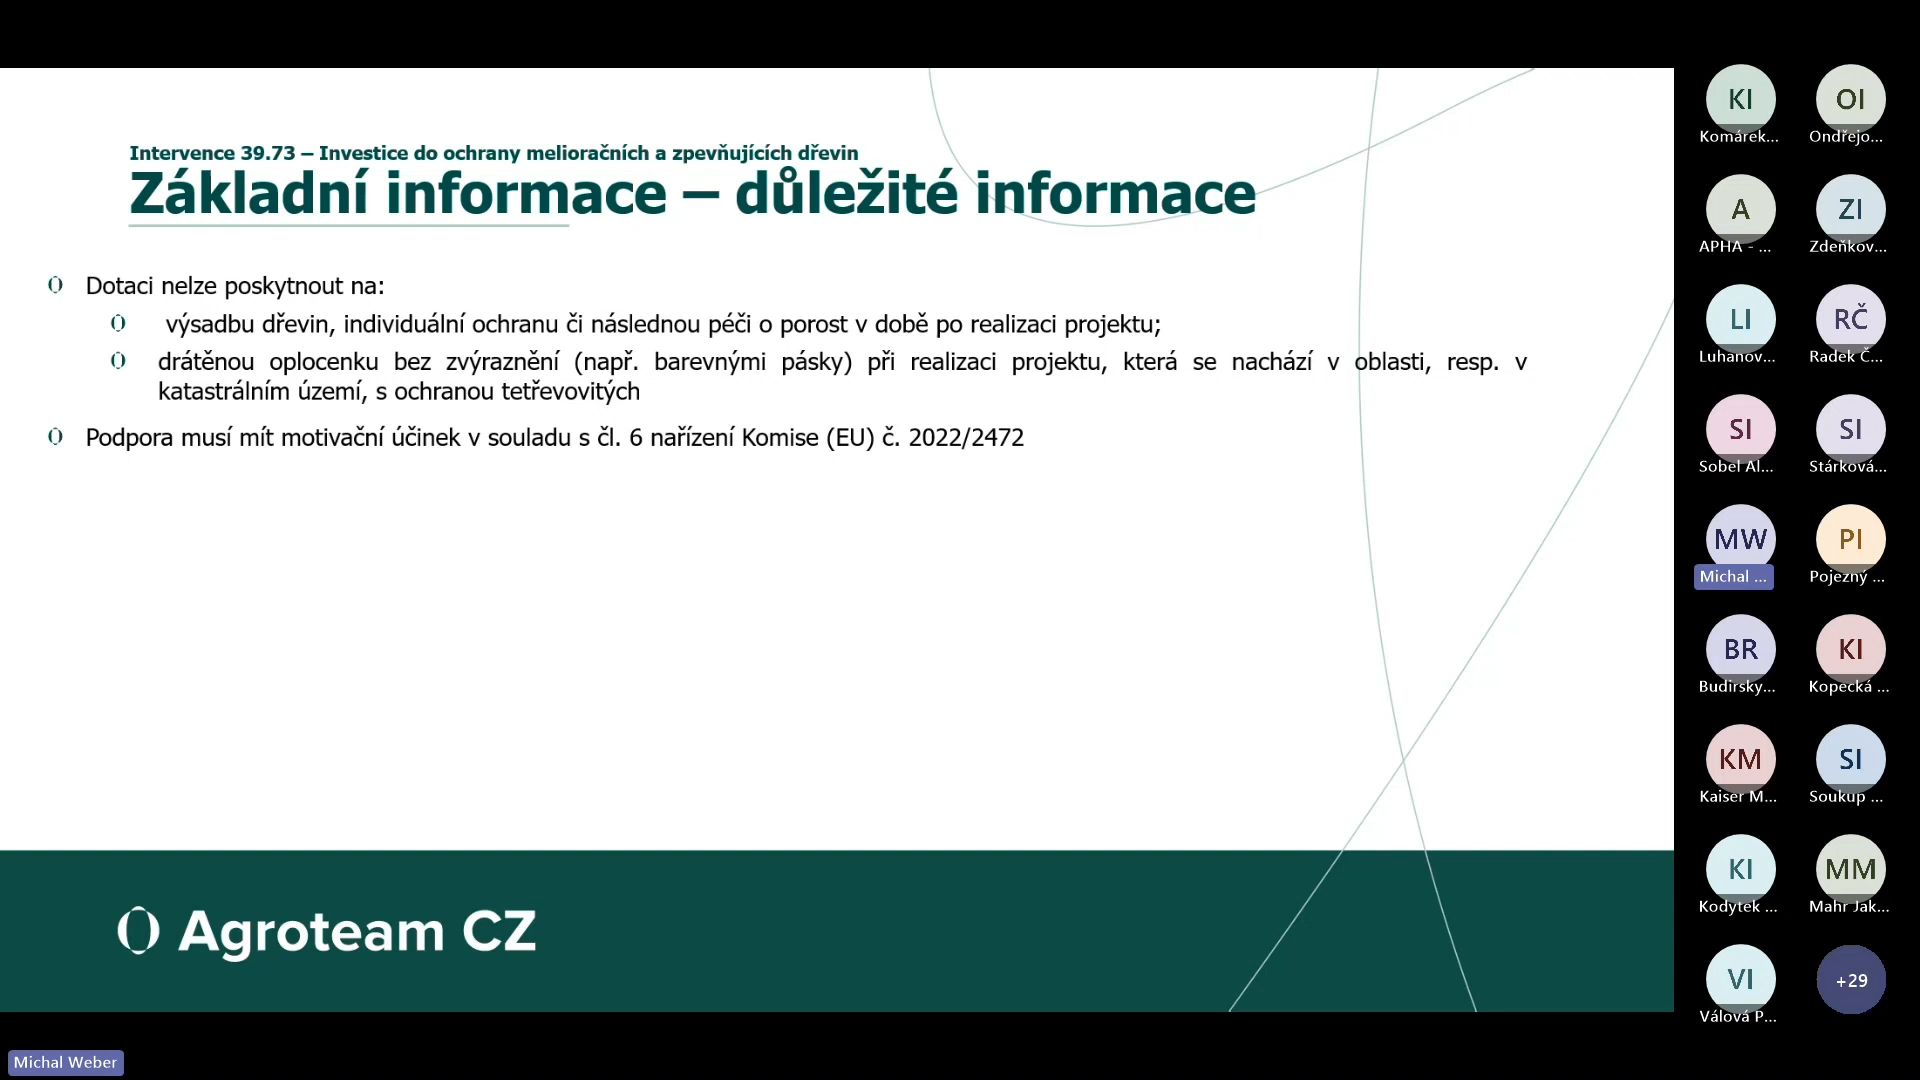 Intervence 39.73 – Investice do ochrany melioračních a zpevňujících dřevin
Základní informace – důležité informace
Dotaci nelze poskytnout na:
výsadbu dřevin, individuální ochranu či následnou péči o porost v době po realizaci projektu;
drátěnou oplocenku bez zvýraznění (např. barevnými pásky) při realizaci projektu, která se nachází v oblasti, resp. v
katastrálním území, s ochranou tetřevovitých
Podpora musí mít motivační účinek v souladu s čl. 6 nařízení Komise (EU) č. 2022/2472
Agroteam CZ
KI
Komárek...
OI
Ondřejo...
A
APHA - ...
ZI
Zdeňkov...
LI
Luhanov...
RČ
Radek Č...
SI
Sobel Al...
SI
Stárková...
MW
Michal ...
PI
Pojezný ...
BR
Budirsky...
KI
Kopecká ...
KM
Kaiser M...
SI
Soukup ...
KI
Kodytek ...
MM
Mahr Jak...
VI
Válová P...
+29
Michal Weber